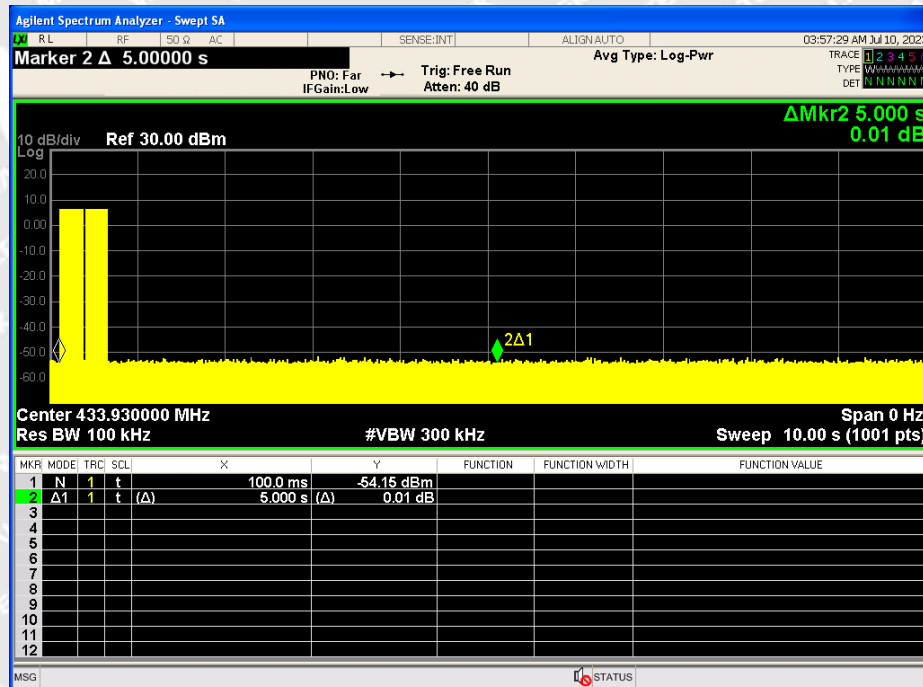 Agilent Spectrum Analyzer - Swept SA
LXI RL RF 50 Ω AC SENSE:INT ALIGN AUTO 03:57:29 AM Jul 10, 202
Marker 2 Δ 5.00000 s
PNO: Far
IFGain:Low
Trig: Free Run
Atten: 40 dB
Avg Type: Log-Pwr
TRACE 1 2 3 4 5
TYPE W
DET N N N N N
ΔMkr2 5.000 s
0.01 dB
10 dB/div Ref 30.00 dBm
Log
20.0
10.0
0.00
-10.0
-20.0
-30.0
-40.0
-50.0
-60.0
2Δ1
Center 433.930000 MHz Span 0 Hz
Res BW 100 kHz #VBW 300 kHz Sweep 10.00 s (1001 pts)
MKR MODE TRC SCL X Y FUNCTION FUNCTION WIDTH FUNCTION VALUE
1 N 1 t 100.0 ms -54.15 dBm
2 Δ1 1 t (Δ) 5.000 s (Δ) 0.01 dB
3
4
5
6
7
8
9
10
11
12
MSG STATUS